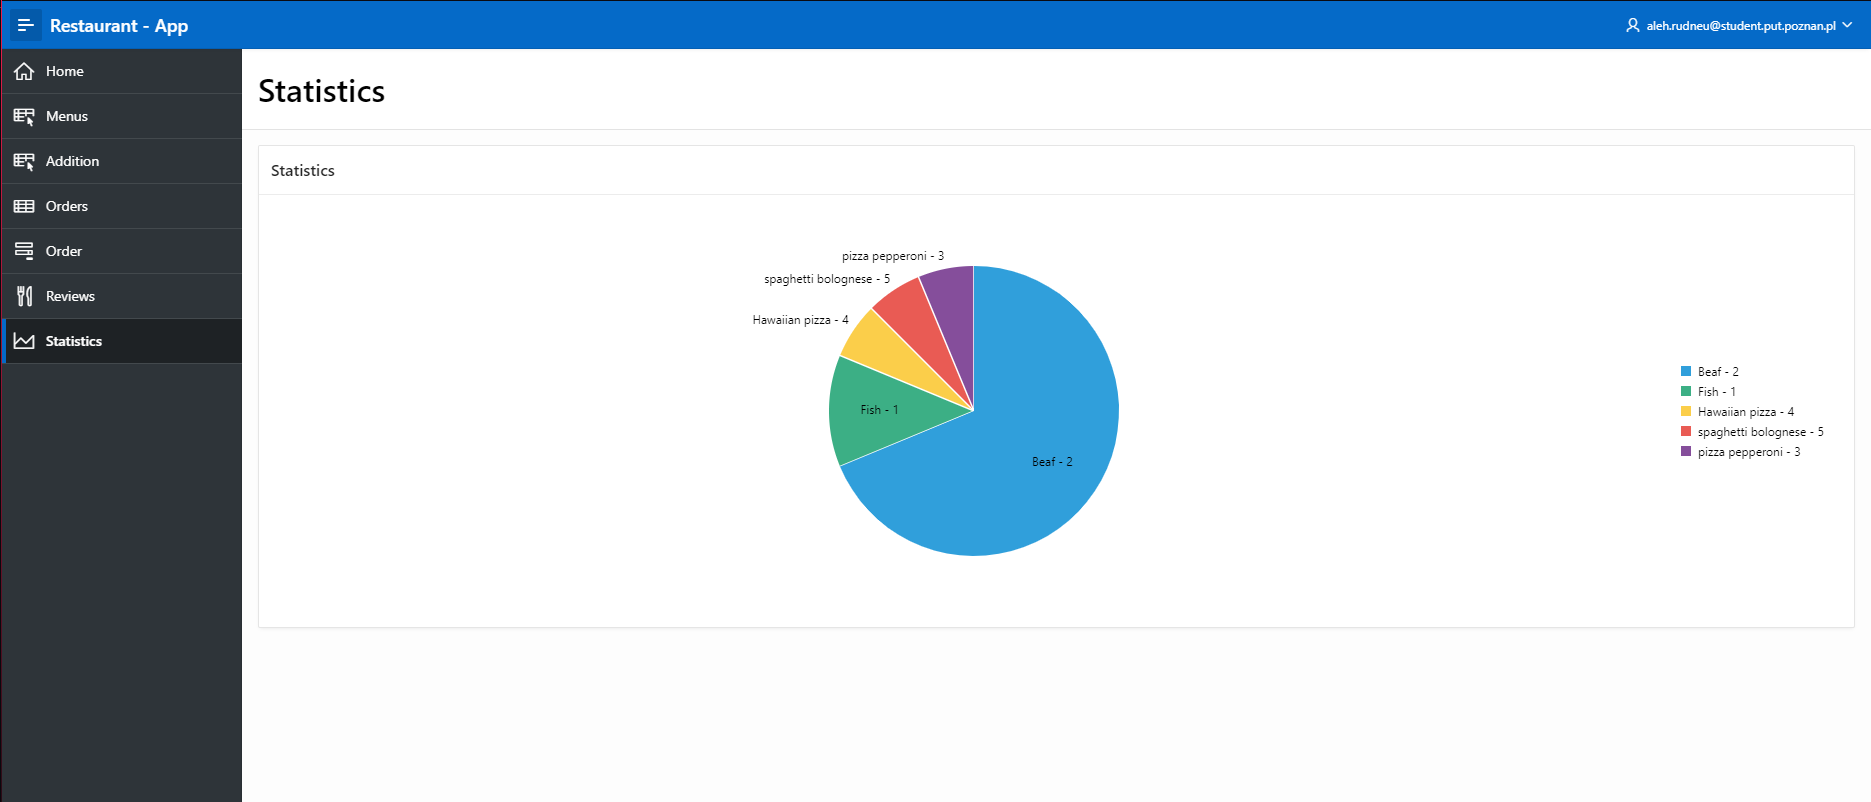 Restaurant - App
aleh.rudneu@student.put.poznan.pl
Home
Menus
Addition
Orders
Order
Reviews
Statistics
Statistics
Statistics
pizza pepperoni - 3
spaghetti bolognese - 5
Hawaiian pizza - 4
Fish - 1
Beaf - 2
Beaf - 2
Fish - 1
Hawaiian pizza - 4
spaghetti bolognese - 5
pizza pepperoni - 3